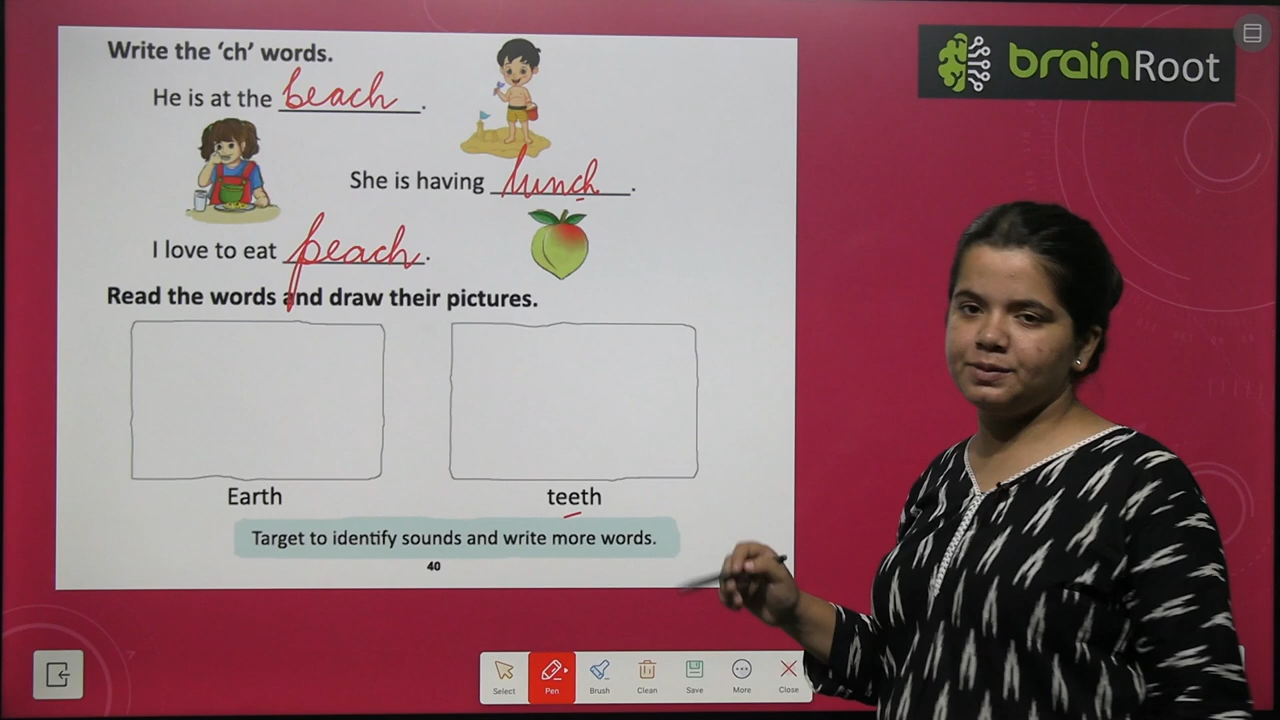 Write the ‘ch’ words.
brainRoot
He is at the beach.
She is having lunch.
I love to eat peach.
Read the words and draw their pictures.
Earth teeth
Target to identify sounds and write more words.
40
Select Pen Brush Clean Save More Close